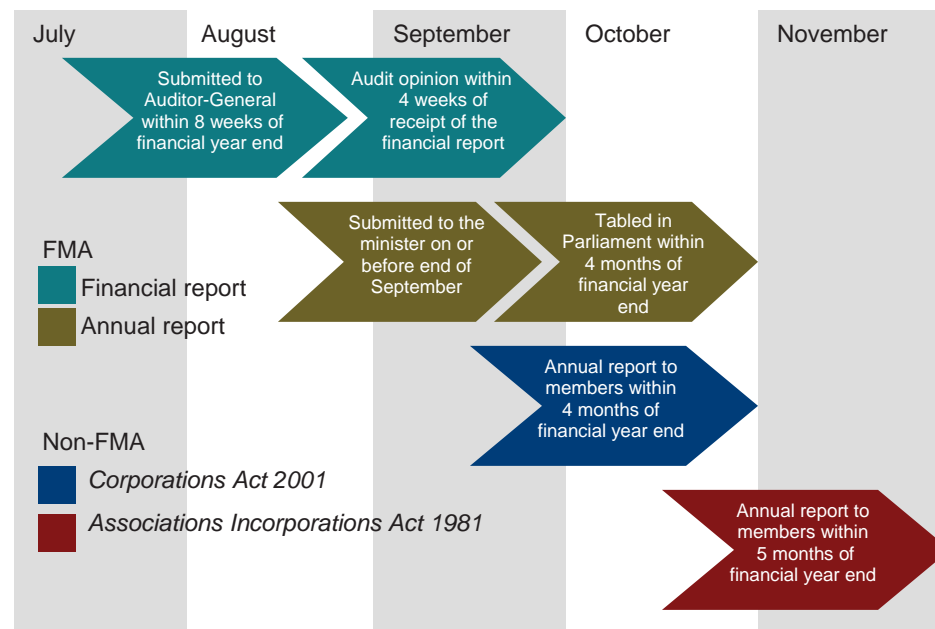 July August September October November
Submitted to
Auditor-General
within 8 weeks of
financial year end
Audit opinion within
4 weeks of
receipt of the
financial report
Submitted to the
minister on or
before end of
September
Tabled in
Parliament within
4 months of
financial year
end
FMA
Financial report
Annual report
Annual report to
members within
4 months of
financial year end
Non-FMA
Corporations Act 2001
Associations Incorporations Act 1981
Annual report to
members within
5 months of
financial year end